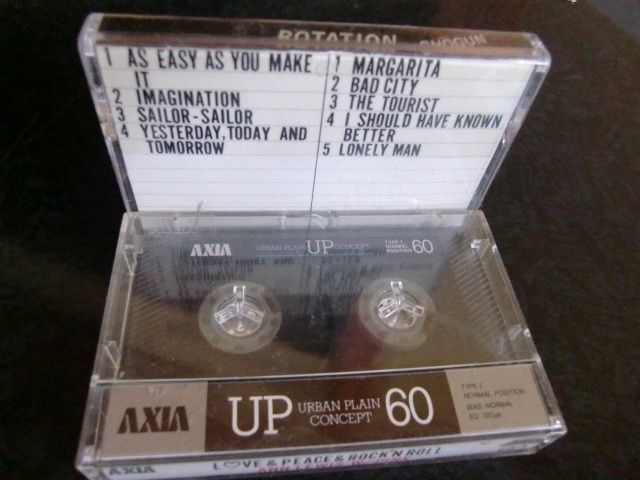 ROTATION SHOGUN
1 AS EASY AS YOU MAKE
IT
2 IMAGINATION
3 SAILOR-SAILOR
4 YESTERDAY,TODAY AND
TOMORROW
1 MARGARITA
2 BAD CITY
3 THE TOURIST
4 I SHOULD HAVE KNOWN
BETTER
5 LONELY MAN
AXIA URBAN PLAIN UP CONCEPT TYPE I NORMAL POSITION 60
AXIA
UP URBAN PLAIN CONCEPT 60
TYPE I
NORMAL POSITION
BIAS: NORMAL
EQ: 120µs
AXIA LOVE & PEACE & ROCK'N ROLL